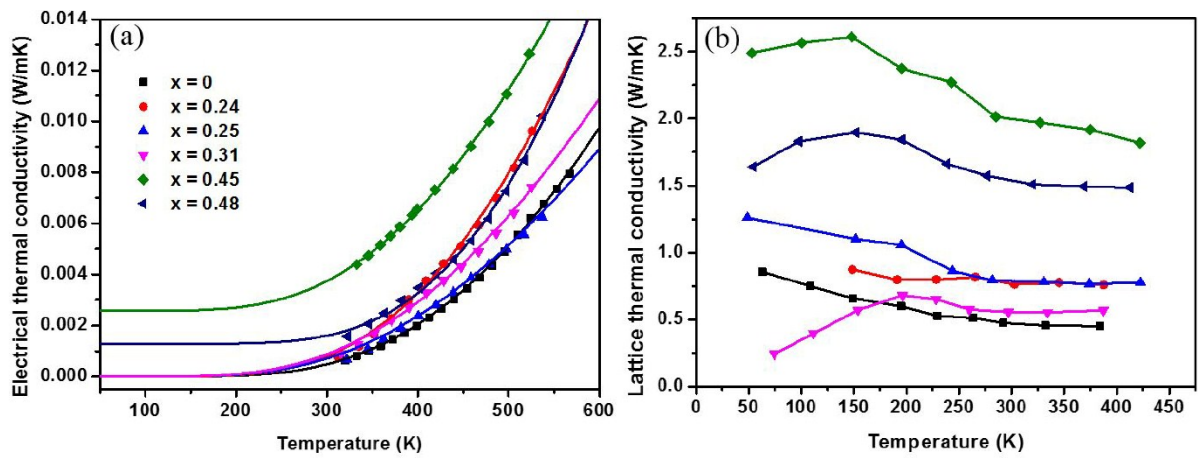 (a)
Electrical thermal conductivity (W/mK)
0.014
0.012
0.010
0.008
0.006
0.004
0.002
0.000
x = 0
x = 0.24
x = 0.25
x = 0.31
x = 0.45
x = 0.48
100 200 300 400 500 600
Temperature (K)
(b)
Lattice thermal conductivity (W/mK)
2.5
2.0
1.5
1.0
0.5
0.0
0 50 100 150 200 250 300 350 400 450
Temperature (K)